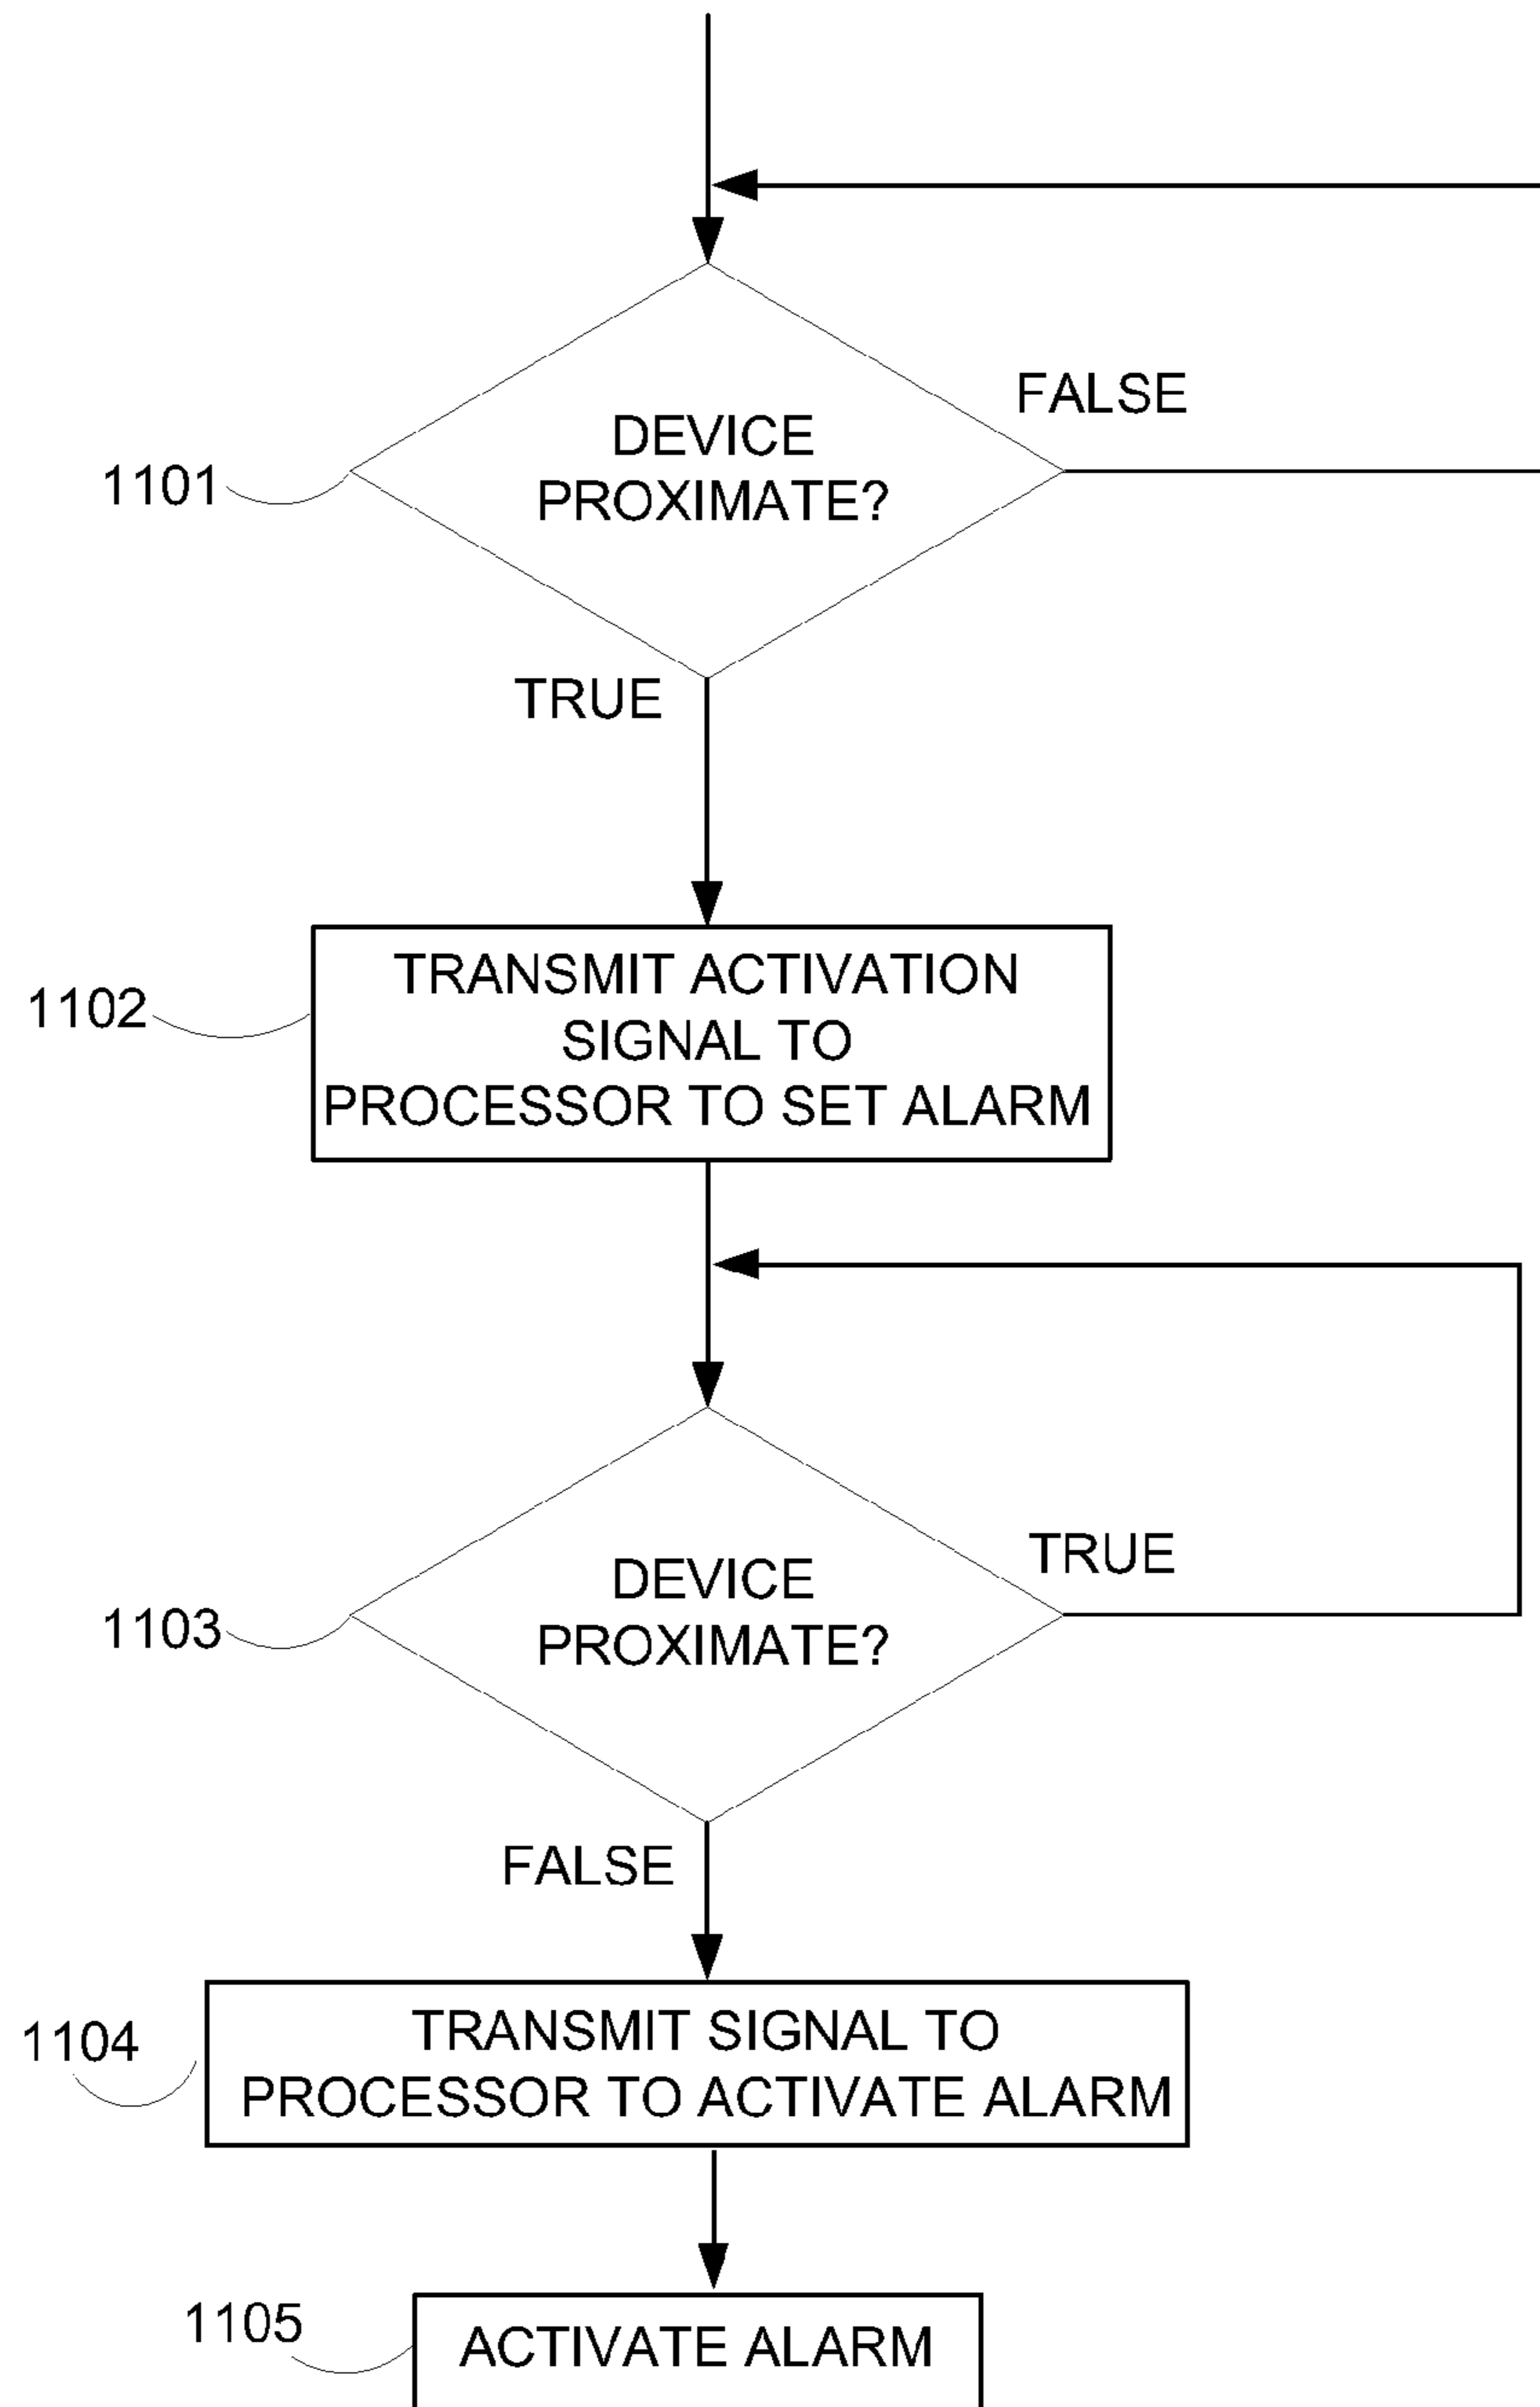 FALSE
DEVICE
PROXIMATE?
1101
TRUE
TRANSMIT ACTIVATION
SIGNAL TO
PROCESSOR TO SET ALARM
1102
TRUE
DEVICE
PROXIMATE?
1103
FALSE
TRANSMIT SIGNAL TO
PROCESSOR TO ACTIVATE ALARM
1104
1105
ACTIVATE ALARM